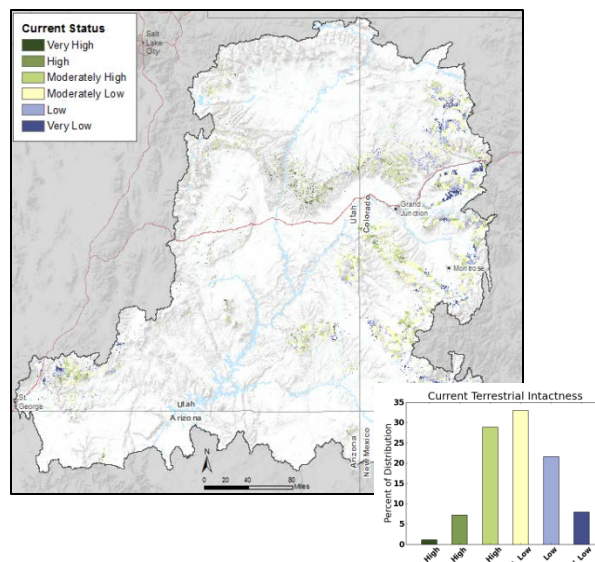 Current Status
Very High
High
Moderately High
Moderately Low
Low
Very Low
Salt
Lake
City
Utah
Colorado
Grand
Junction
Montrose
St.
George
Utah
Arizona
Arizona
New Mexico
N
0 20 40 80
Miles
Current Terrestrial Intactness
Percent of Distribution
35
30
25
20
15
10
5
0
High
High
High
. Low
Low
. Low